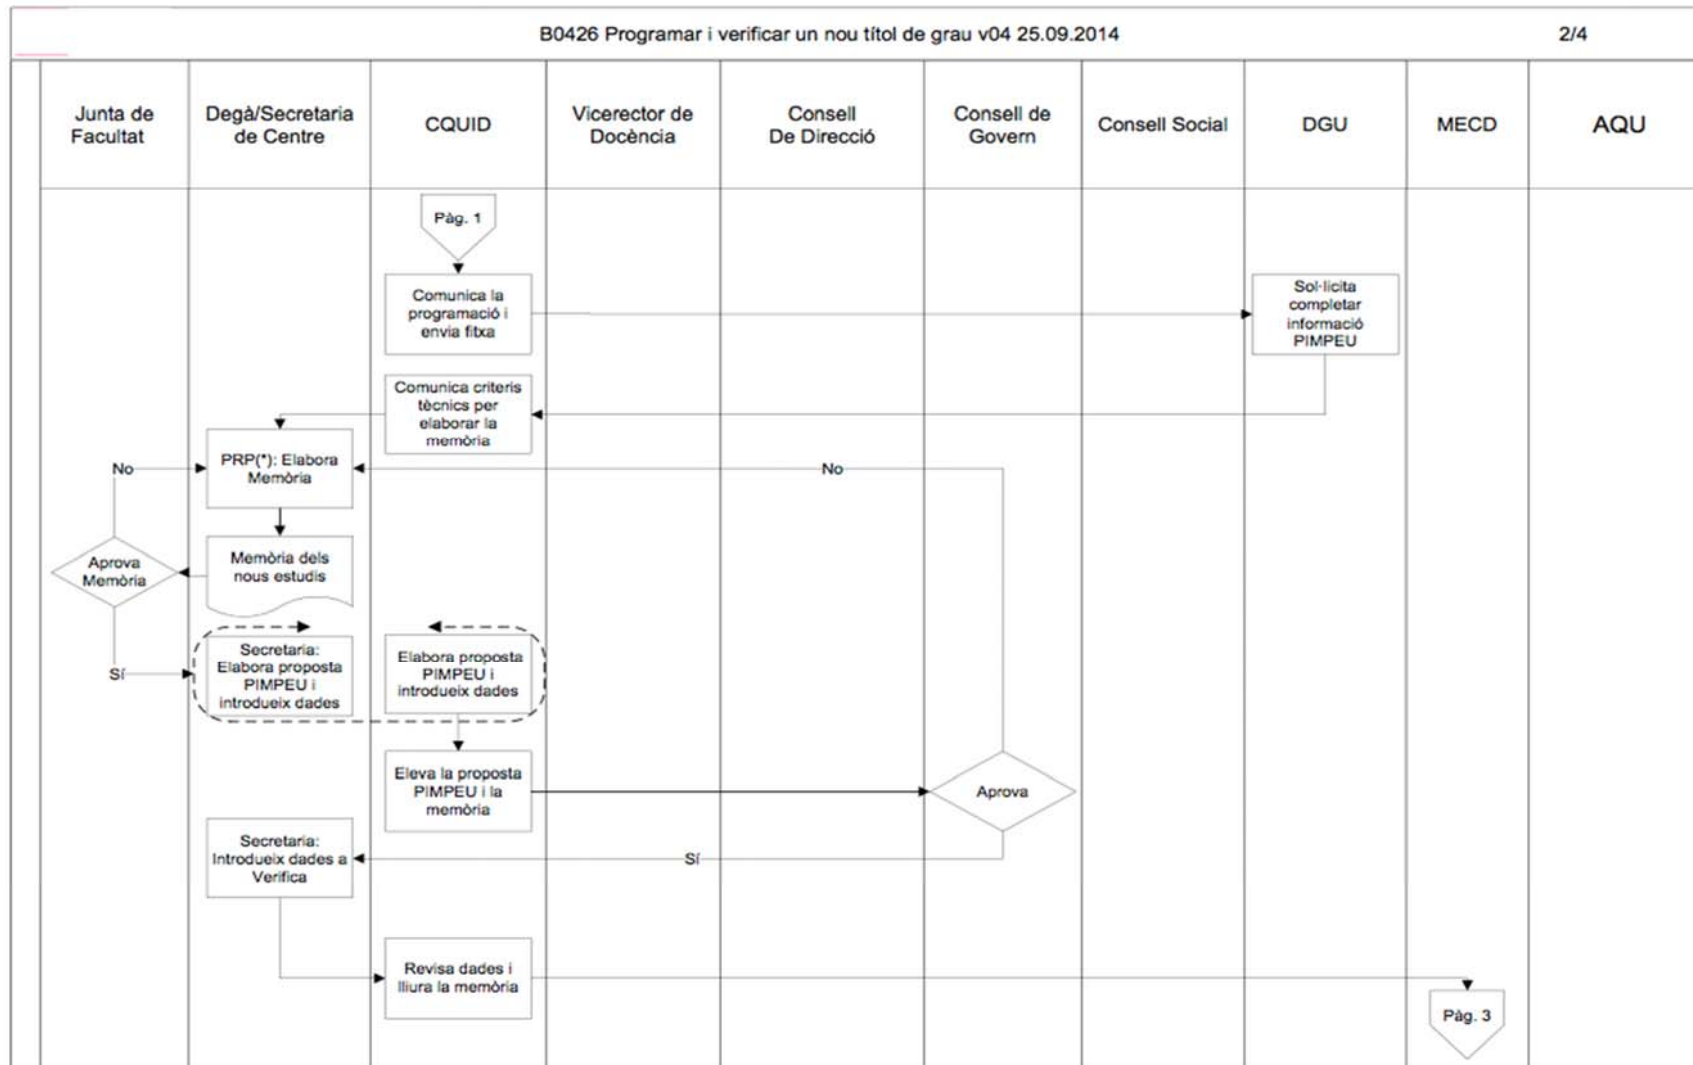 B0426 Programar i verificar un nou títol de grau v04 25.09.2014
2/4
Junta de
Facultat
Degà/Secretaria
de Centre
CQUID
Vicerector de
Docència
Consell
De Direcció
Consell de
Govern
Consell Social
DGU
MECD
AQU
Pàg. 1
Comunica la
programació i
envia fitxa
Sol·licita
completar
informació
PIMPEU
Comunica criteris
tècnics per
elaborar la
memòria
No
PRP(*): Elabora
Memòria
No
Aprova
Memòria
Memòria dels
nous estudis
Sí
Secretaria:
Elabora proposta
PIMPEU i
introdueix dades
Elabora proposta
PIMPEU i
introdueix dades
Eleva la proposta
PIMPEU i la
memòria
Aprova
Secretaria:
Introdueix dades a
Verifica
Sí
Revisa dades i
lliura la memòria
Pàg. 3